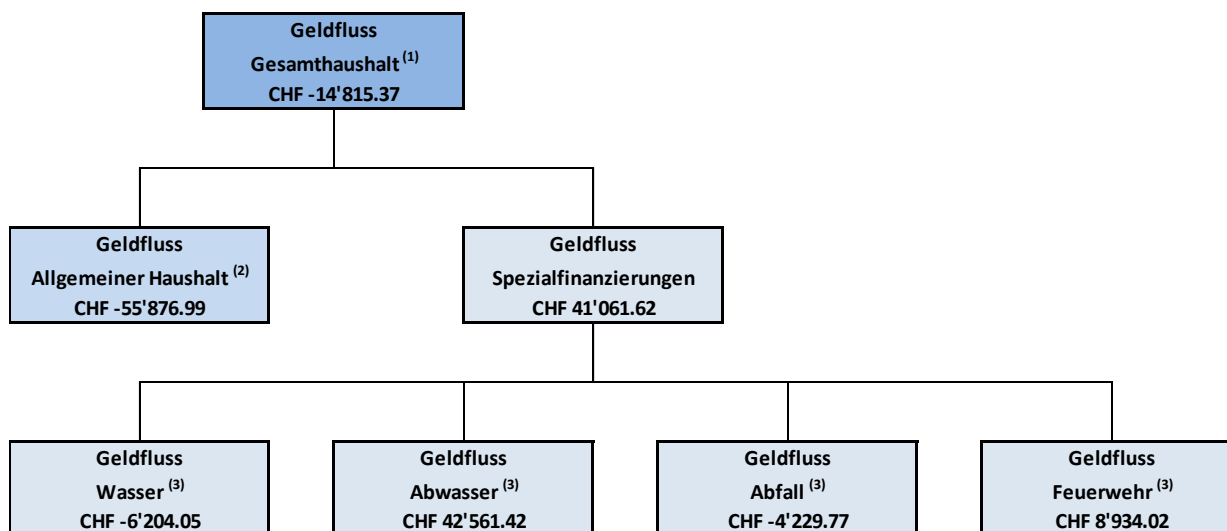 Geldfluss
Gesamthaushalt (1)
CHF -14'815.37
Geldfluss
Allgemeiner Haushalt (2)
CHF -55'876.99
Geldfluss
Spezialfinanzierungen
CHF 41'061.62
Geldfluss
Wasser (3)
CHF -6'204.05
Geldfluss
Abwasser (3)
CHF 42'561.42
Geldfluss
Abfall (3)
CHF -4'229.77
Geldfluss
Feuerwehr (3)
CHF 8'934.02